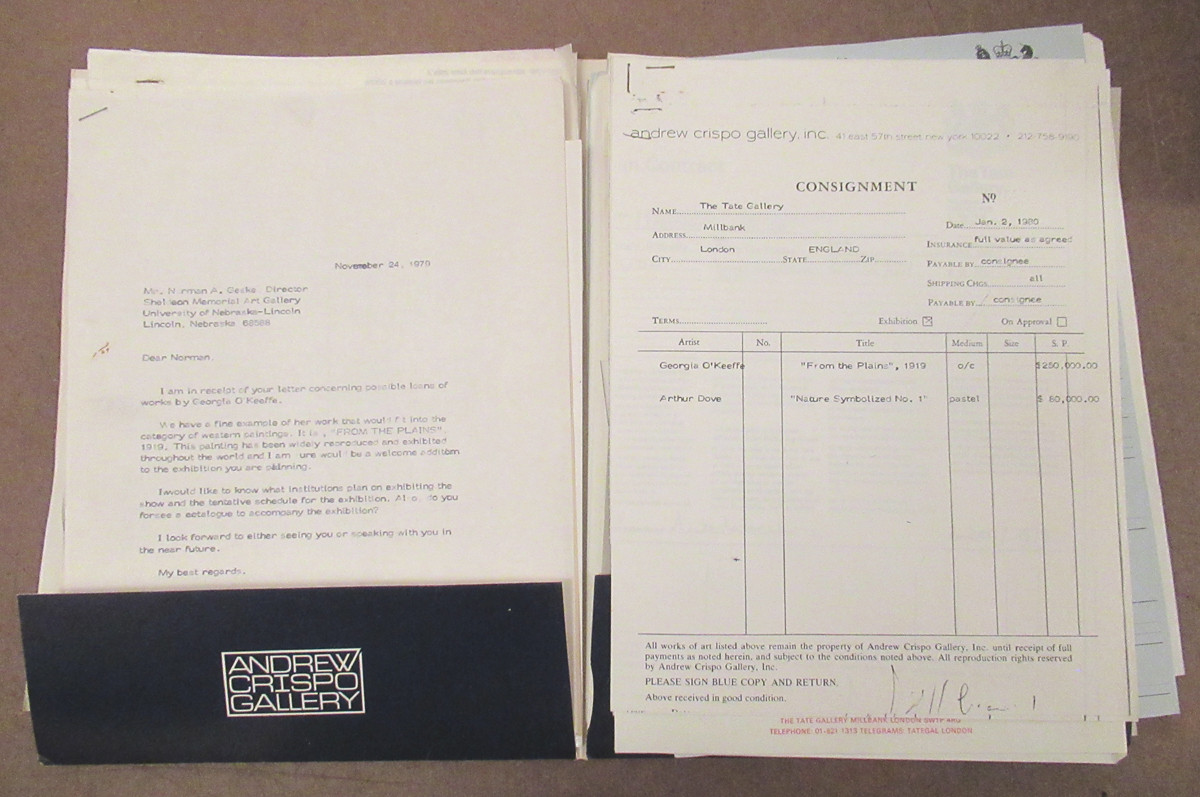 November 24, 1979
Mr. Norman A. Geske, Director
Sheldon Memorial Art Gallery
University of Nebraska-Lincoln
Lincoln, Nebraska 68588
Dear Norman,
I am in receipt of your letter concerning possible loans of
works by Georgia O'Keeffe.
We have a fine example of her work that would fit into the
category of western paintings. It is, "FROM THE PLAINS",
1919. This painting has been widely reproduced and exhibited
throughout the world and I am sure would be a welcome addition
to the exhibition you are planning.
I would like to know what institutions plan on exhibiting the
show and the tentative schedule for the exhibition. Also, do you
forsee a catalogue to accompany the exhibition?
I look forward to either seeing you or speaking with you in
the near future.
My best regards,
ANDREW
CRISPO
GALLERY
andrew crispo gallery, inc. 41 east 57th street new york 10022 • 212-758-9190
CONSIGNMENT
Nº
NAME The Tate Gallery
Date Jan. 2, 1980
ADDRESS Millbank
INSURANCE full value as agreed
London ENGLAND
CITY STATE ZIP
PAYABLE BY consignee
SHIPPING CHGS. all
PAYABLE BY consignee
TERMS Exhibition ☒ On Approval ☐
Artist No. Title Medium Size S. P.
Georgia O'Keeffe "From the Plains", 1919 o/c $250,000.00
Arthur Dove "Nature Symbolized No. 1" pastel $ 80,000.00
All works of art listed above remain the property of Andrew Crispo Gallery, Inc. until receipt of full
payments as noted herein, and subject to the conditions noted above. All reproduction rights reserved
by Andrew Crispo Gallery, Inc.
PLEASE SIGN BLUE COPY AND RETURN.
Above received in good condition.
THE TATE GALLERY MILLBANK LONDON SW1P 4RG
TELEPHONE: 01-821 1313 TELEGRAMS: TATEGAL LONDON